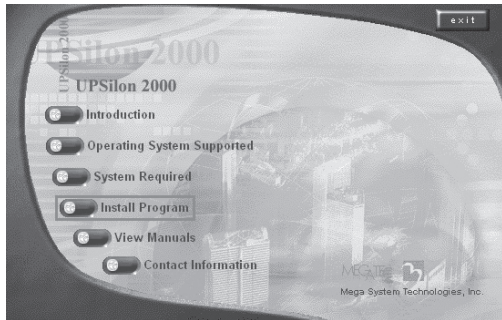 exit
UPSilon 2000
UPSilon 2000
UPSilon 2000
Introduction
Operating System Supported
System Required
Install Program
View Manuals
Contact Information
MEGATEC
Mega System Technologies, Inc.